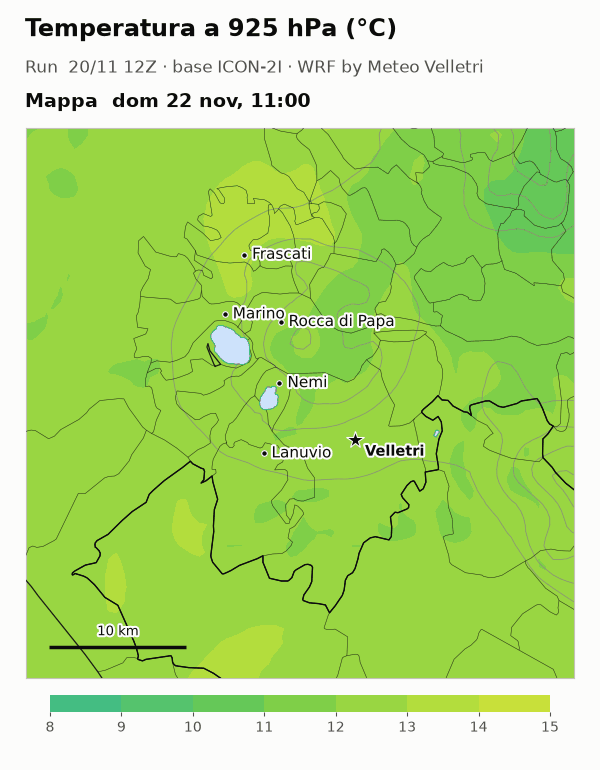 Temperatura a 925 hPa (°C)
Run  20/11 12Z · base ICON-2I · WRF by Meteo Velletri
Mappa  dom 22 nov, 11:00
Frascati
Marino
Rocca di Papa
Nemi
Velletri
Lanuvio
10 km
8 9 10 11 12 13 14 15